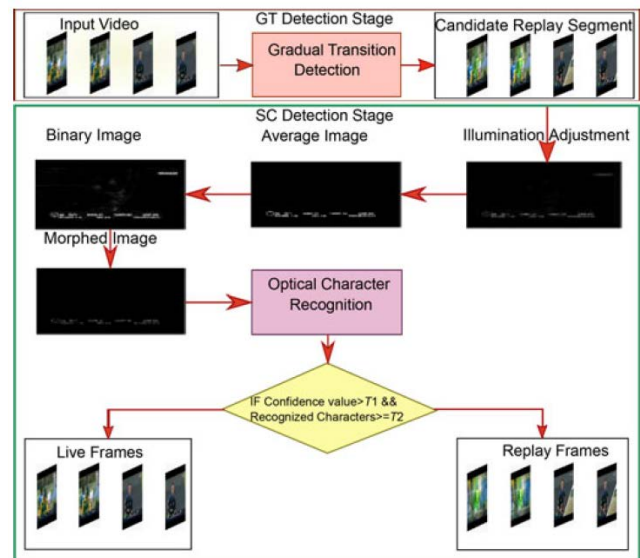 GT Detection Stage
Input Video
Gradual Transition
Detection
Candidate Replay Segment
SC Detection Stage
Binary Image
Average Image
Illumination Adjustment
Morphed Image
Optical Character
Recognition
IF Confidence value>T1 &&
Recognized Characters>=T2
Live Frames
Replay Frames